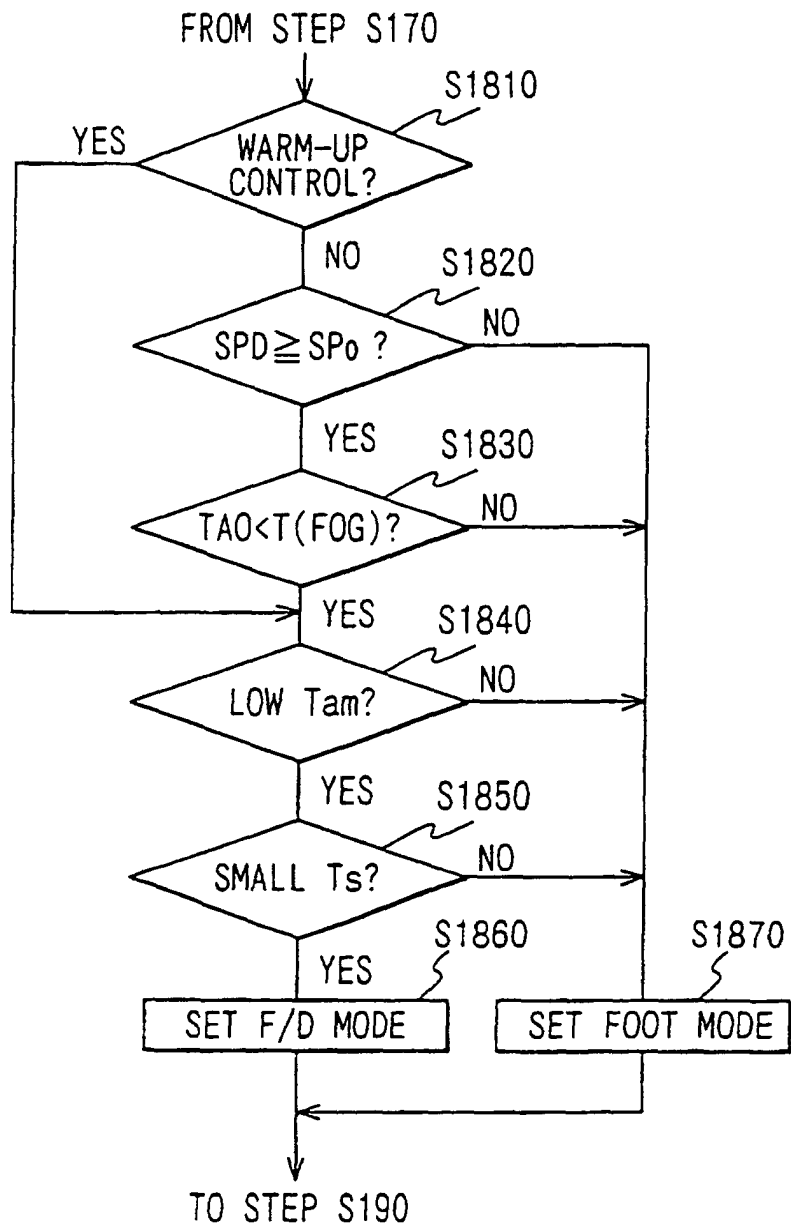 FROM STEP S170
S1810
YES
WARM-UP
CONTROL?
NO
S1820
SPD≧SPo ?
NO
YES
S1830
TAO<T(FOG)?
NO
YES
S1840
LOW Tam?
NO
YES
S1850
SMALL Ts?
NO
YES
S1860
S1870
SET F/D MODE
SET FOOT MODE
TO STEP S190